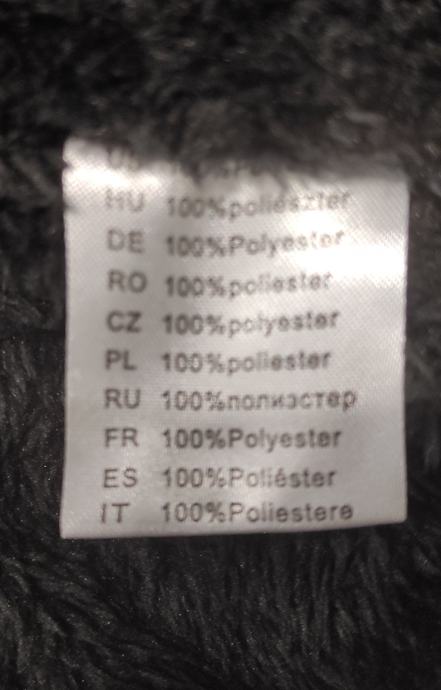 HU 100%poliészter
DE 100%Polyester
RO 100%poliester
CZ 100%polyester
PL 100%poliester
RU 100%полиэстер
FR 100%Polyester
ES 100%Poliéster
IT 100%Poliestere